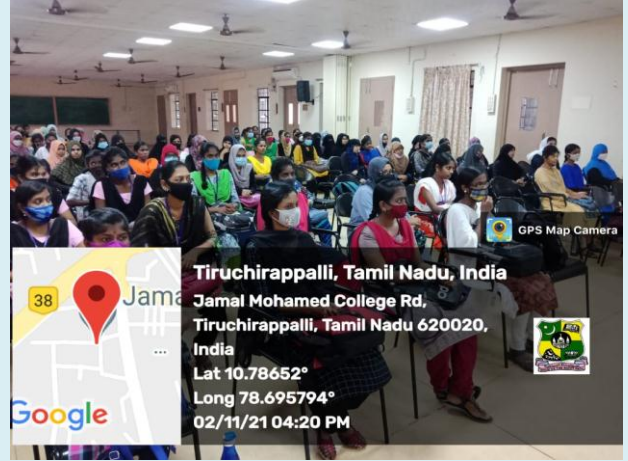 GPS Map Camera
38
Jama
Tiruchirappalli, Tamil Nadu, India
Jamal Mohamed College Rd,
Tiruchirappalli, Tamil Nadu 620020,
India
Lat 10.78652°
Long 78.695794°
02/11/21 04:20 PM
Google